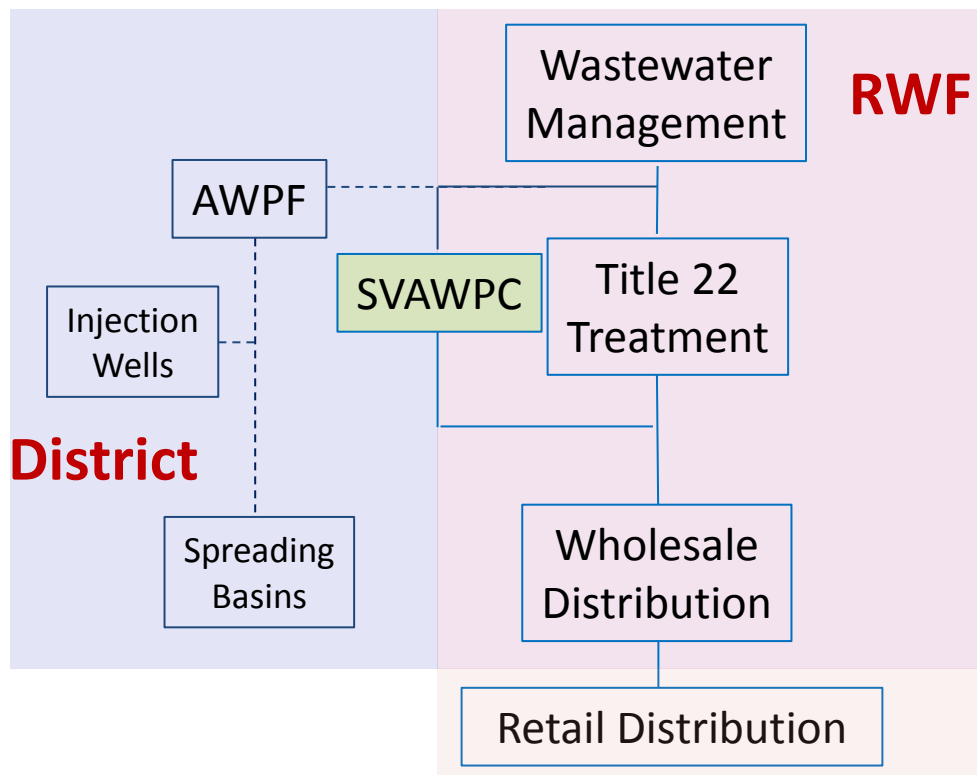 Wastewater
Management
RWF
AWPF
SVAWPC
Title 22
Treatment
Injection
Wells
District
Spreading
Basins
Wholesale
Distribution
Retail Distribution